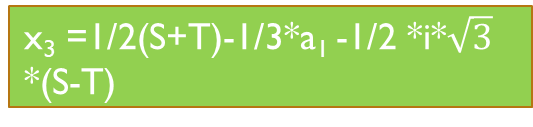 x₃ =1/2(S+T)-1/3*a₁ -1/2 *i*√3
*(S-T)